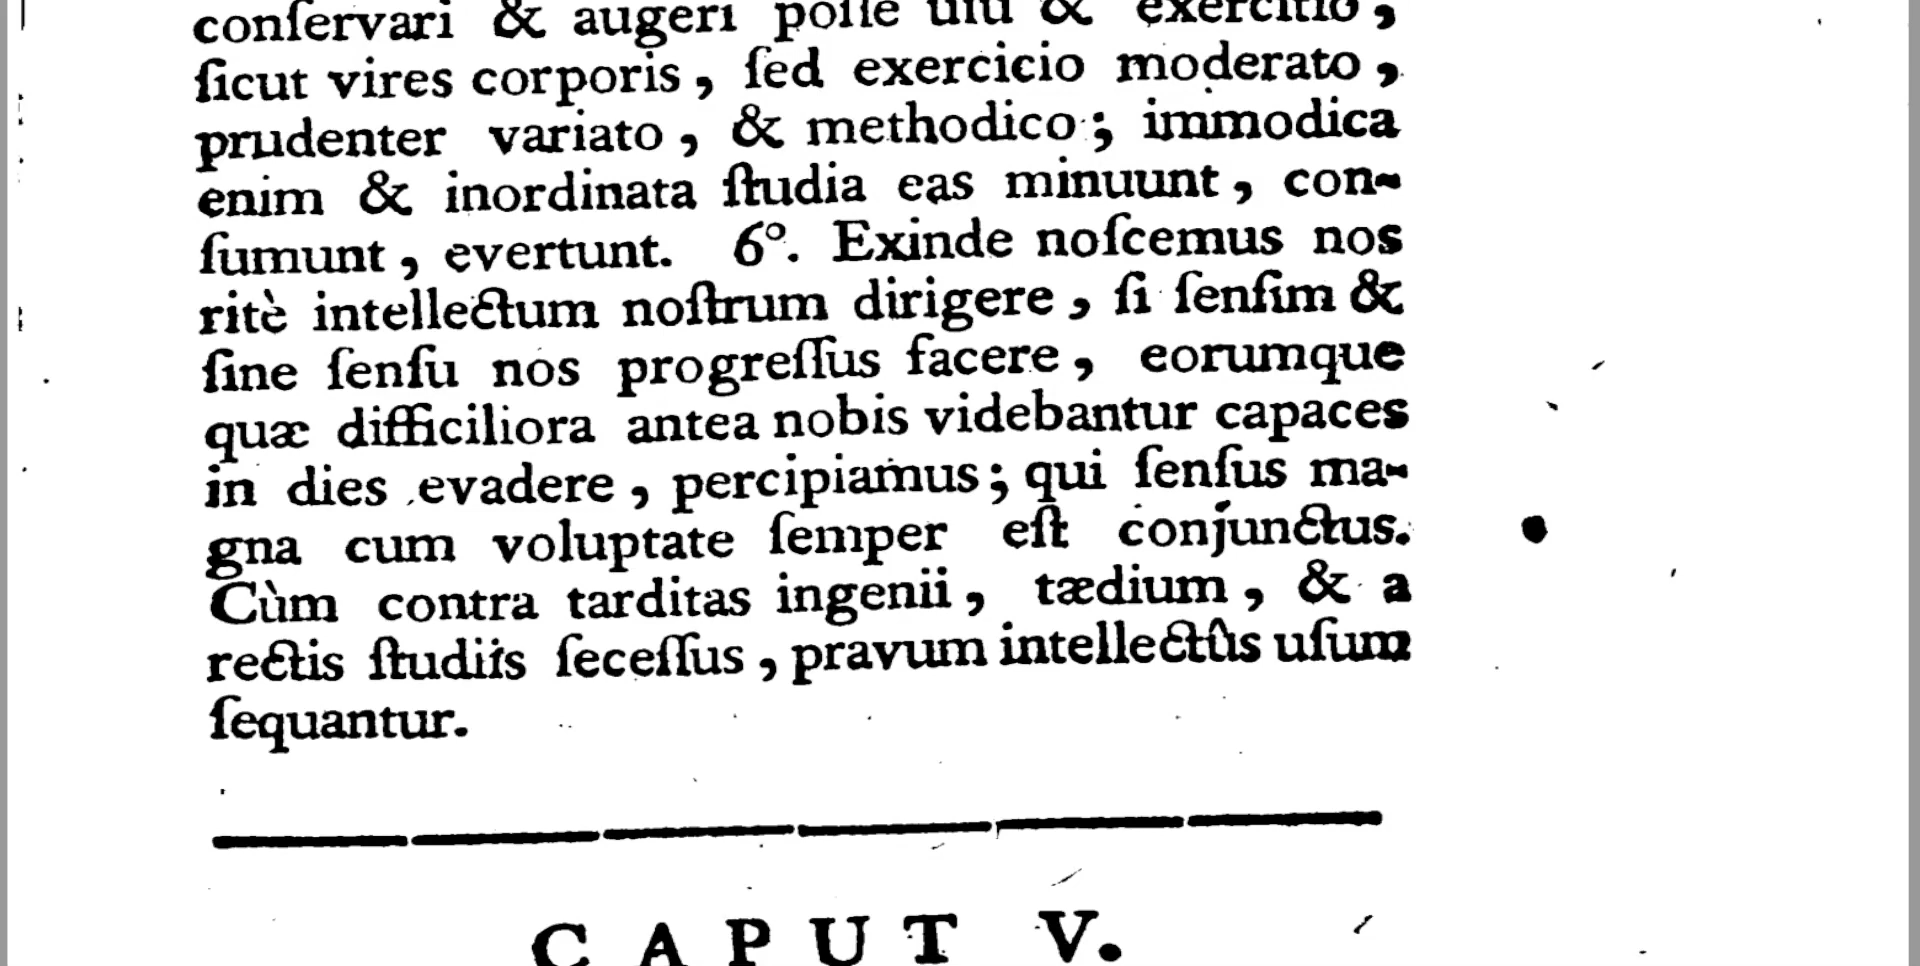 conſervari & augeri poſſe uſu & exercitio,
ſicut vires corporis, ſed exercicio moderato,
prudenter variato, & methodico; immodica
enim & inordinata ſtudia eas minuunt, con-
ſumunt, evertunt. 6°. Exinde noſcemus nos
ritè intellectum noſtrum dirigere, ſi ſenſim &
ſine ſenſu nos progreſſus facere, eorumque
quæ difficiliora antea nobis videbantur capaces
in dies evadere, percipiamus; qui ſenſus ma-
gna cum voluptate ſemper eſt conjunctus.
Cùm contra tarditas ingenii, tædium, & a
rectis ſtudiis ſeceſſus, pravum intellectûs uſum
ſequantur.
CAPUT V.